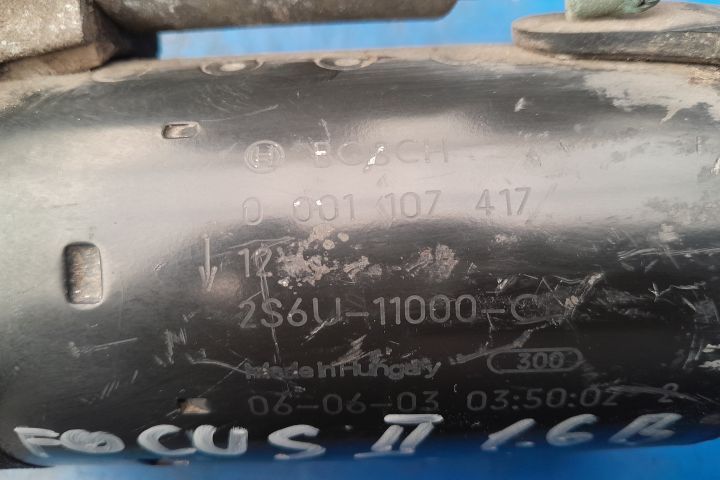 BOSCH
0 001 107 417
12
2S6U-11000-C
Made in Hungary 300
06-06-03 03:50:02 2
FOCUS II 1.6 B